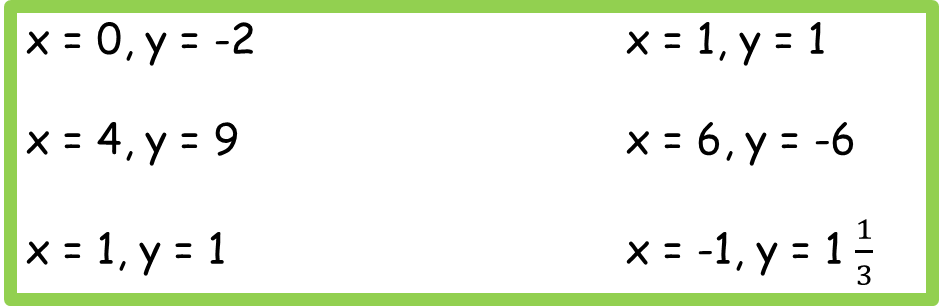 x = 0, y = -2
x = 1, y = 1
x = 4, y = 9
x = 6, y = -6
x = 1, y = 1
x = -1, y = 1 1/3